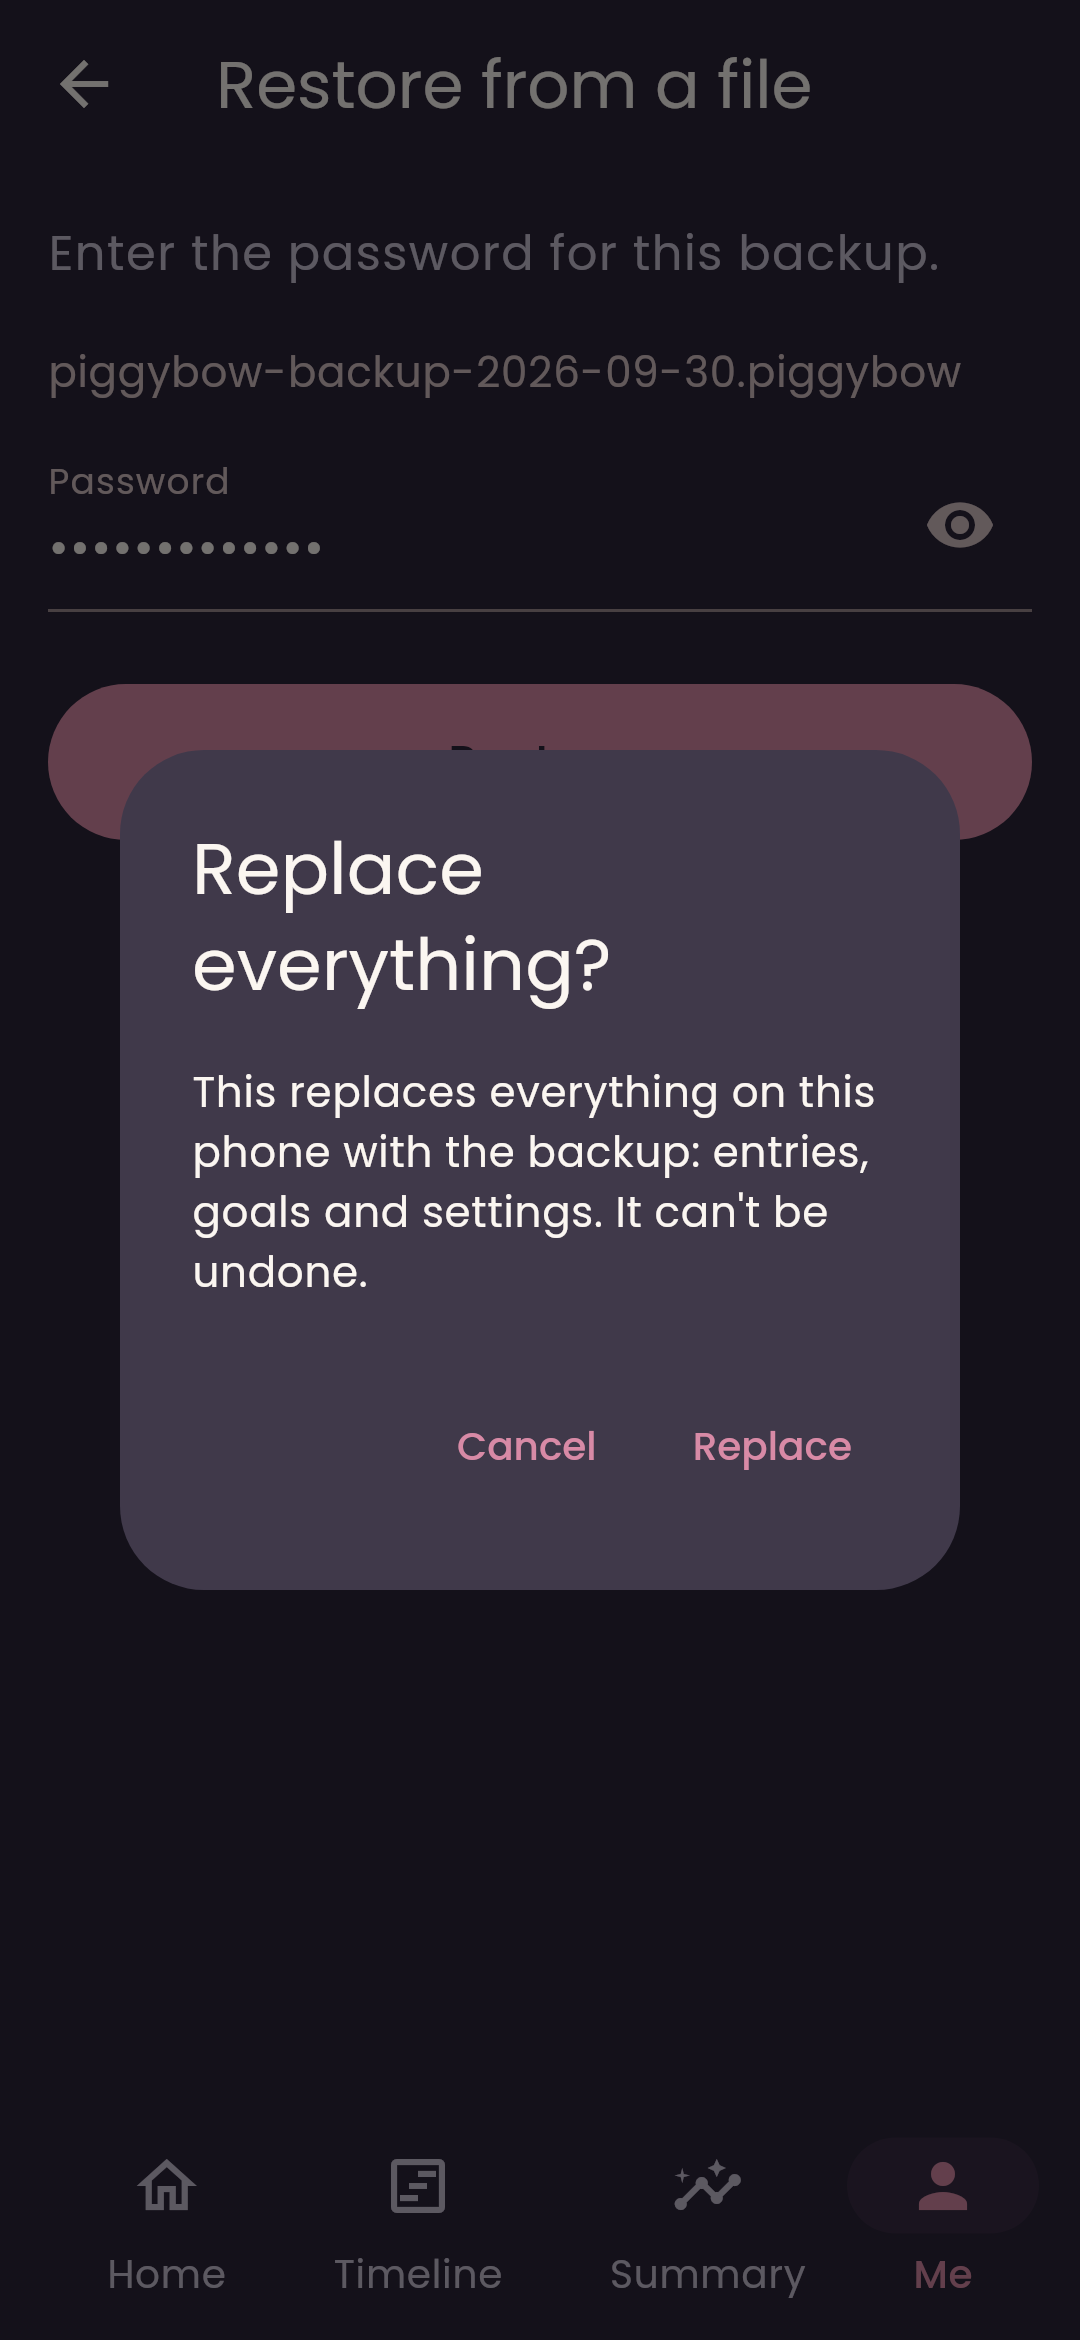 Restore from a file
Enter the password for this backup.
piggybow-backup-2026-09-30.piggybow
Password
Replace
everything?
This replaces everything on this
phone with the backup: entries,
goals and settings. It can't be
undone.
Cancel Replace
Home Timeline Summary Me